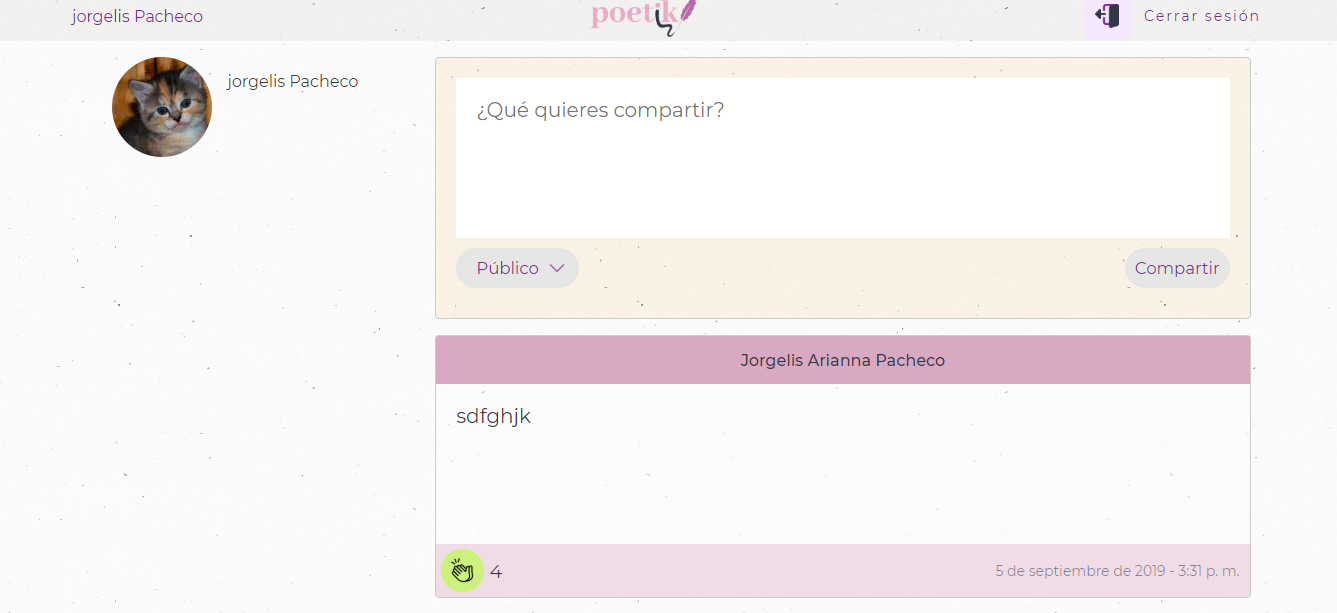 jorgelis Pacheco
poetik
Cerrar sesión
jorgelis Pacheco
¿Qué quieres compartir?
Público
Compartir
Jorgelis Arianna Pacheco
sdfghjk
4
5 de septiembre de 2019 - 3:31 p. m.